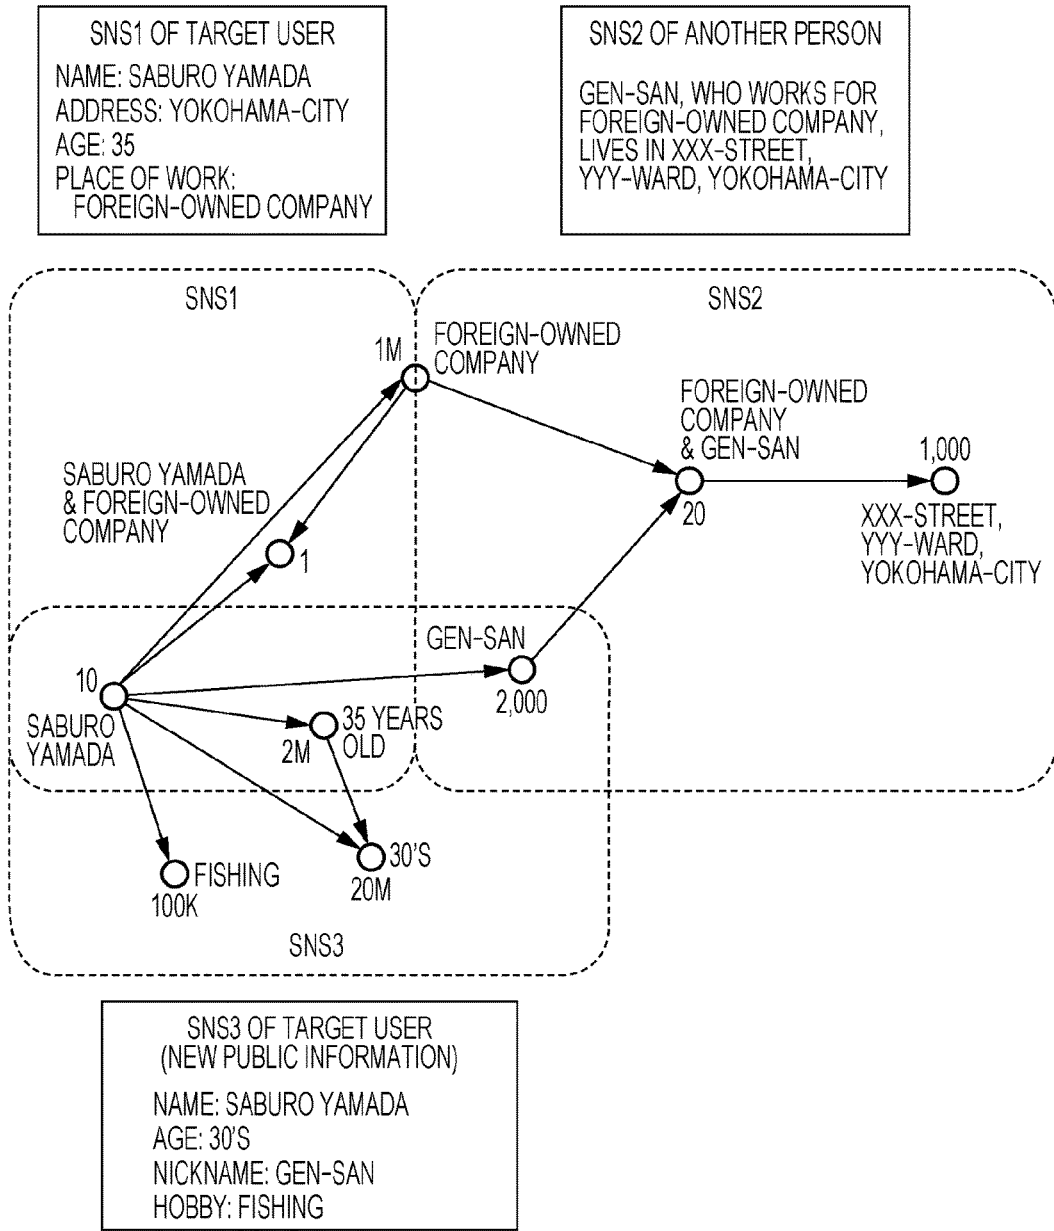 SNS1 OF TARGET USER
NAME: SABURO YAMADA
ADDRESS: YOKOHAMA-CITY
AGE: 35
PLACE OF WORK:
FOREIGN-OWNED COMPANY
SNS2 OF ANOTHER PERSON
GEN-SAN, WHO WORKS FOR
FOREIGN-OWNED COMPANY,
LIVES IN XXX-STREET,
YYY-WARD, YOKOHAMA-CITY
SNS1
SNS2
1M
FOREIGN-OWNED
COMPANY
FOREIGN-OWNED
COMPANY
& GEN-SAN
20
1,000
XXX-STREET,
YYY-WARD,
YOKOHAMA-CITY
SABURO YAMADA
& FOREIGN-OWNED
COMPANY
1
GEN-SAN
2,000
10
SABURO
YAMADA
35 YEARS
OLD
2M
30'S
20M
FISHING
100K
SNS3
SNS3 OF TARGET USER
(NEW PUBLIC INFORMATION)
NAME: SABURO YAMADA
AGE: 30'S
NICKNAME: GEN-SAN
HOBBY: FISHING